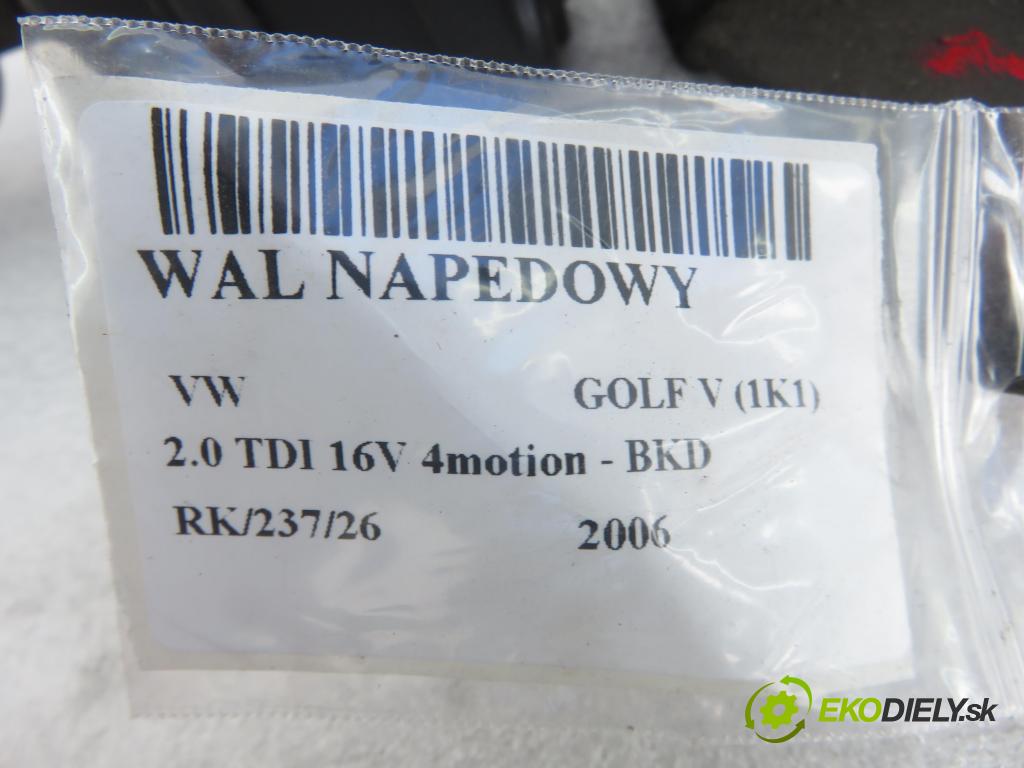 WAL NAPEDOWY
VW GOLF V (1K1)
2.0 TDI 16V 4motion - BKD
RK/237/26 2006
EKODIELY.sk